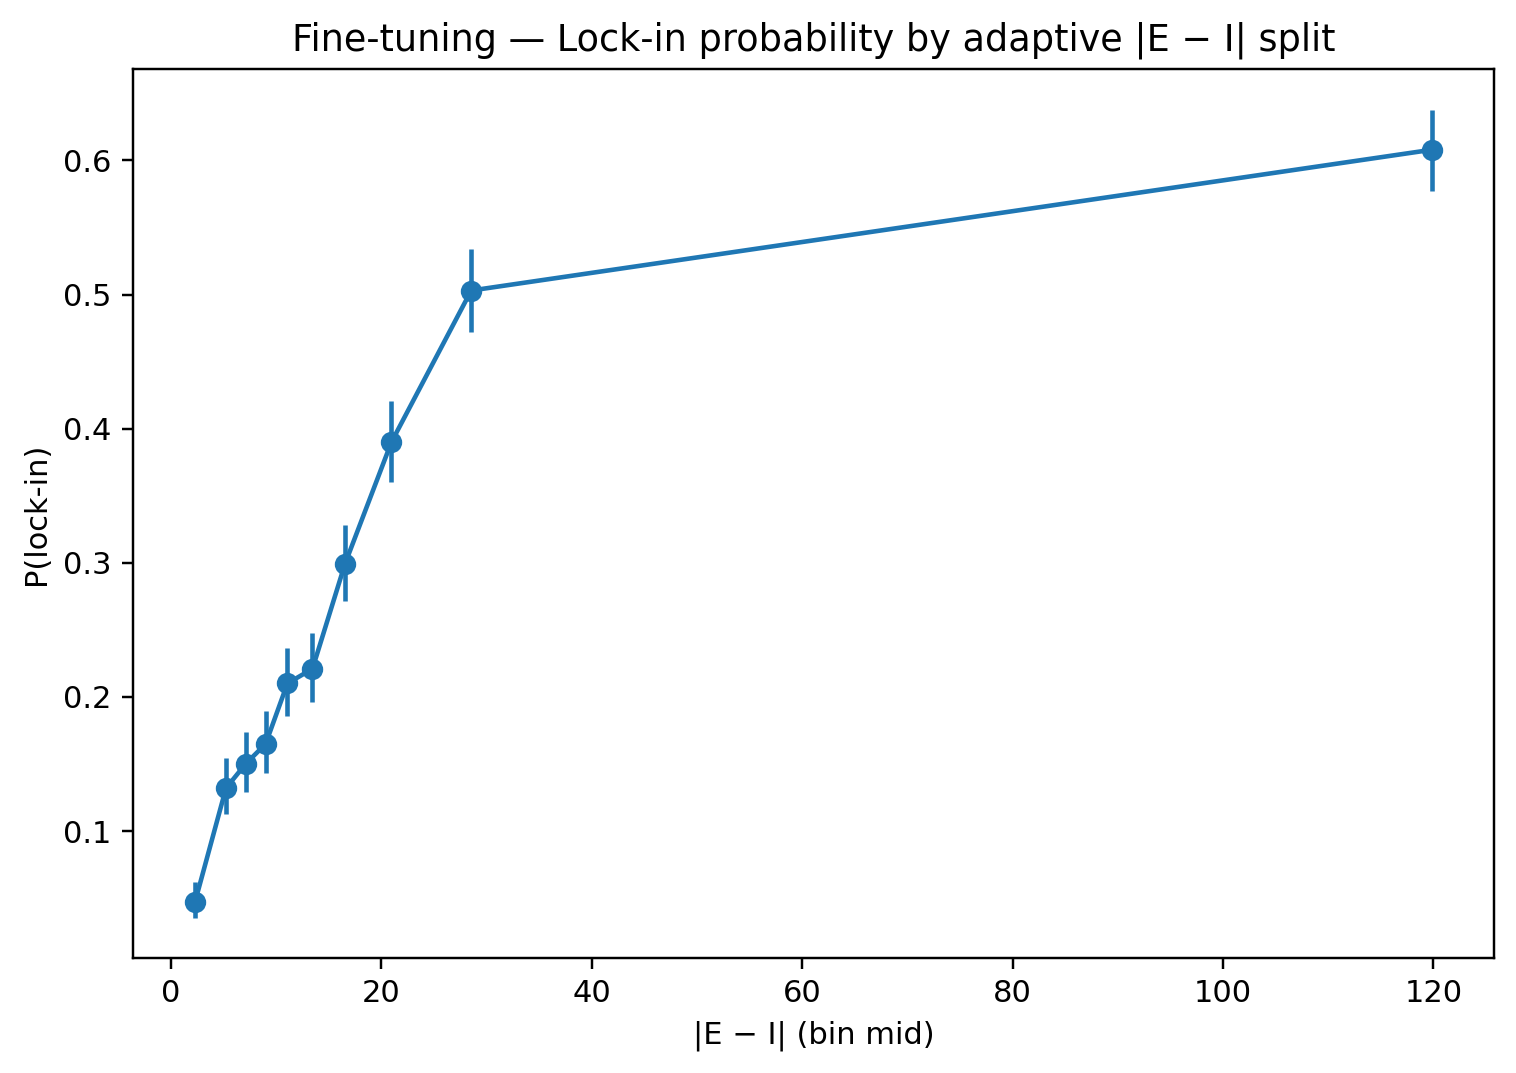 Fine-tuning — Lock-in probability by adaptive |E − I| split
P(lock-in)
0.6
0.5
0.4
0.3
0.2
0.1
0 20 40 60 80 100 120
|E − I| (bin mid)